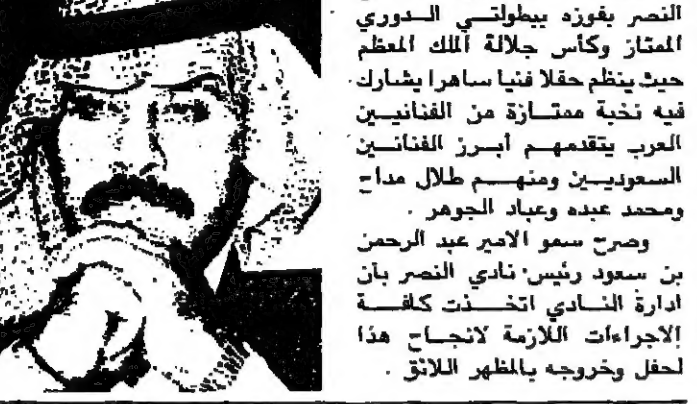 النصر بفوزه ببطولتي الدوري
الممتاز وكأس جلالة الملك المعظم
حيث ينظم حفلا فنيا ساهرا يشارك
فيه نخبة ممتازة من الفنانيين
العرب يتقدمهم أبرز الفنانين
السعوديين ومنهم طلال مداح
ومحمد عبده وعباد الجوهر .
وصرح سمو الامير عبد الرحمن
بن سعود رئيس نادي النصر بأن
ادارة النادي اتخذت كافة
الاجراءات اللازمة لانجاح هذا
لحفل وخروجه بالمظهر اللائق .